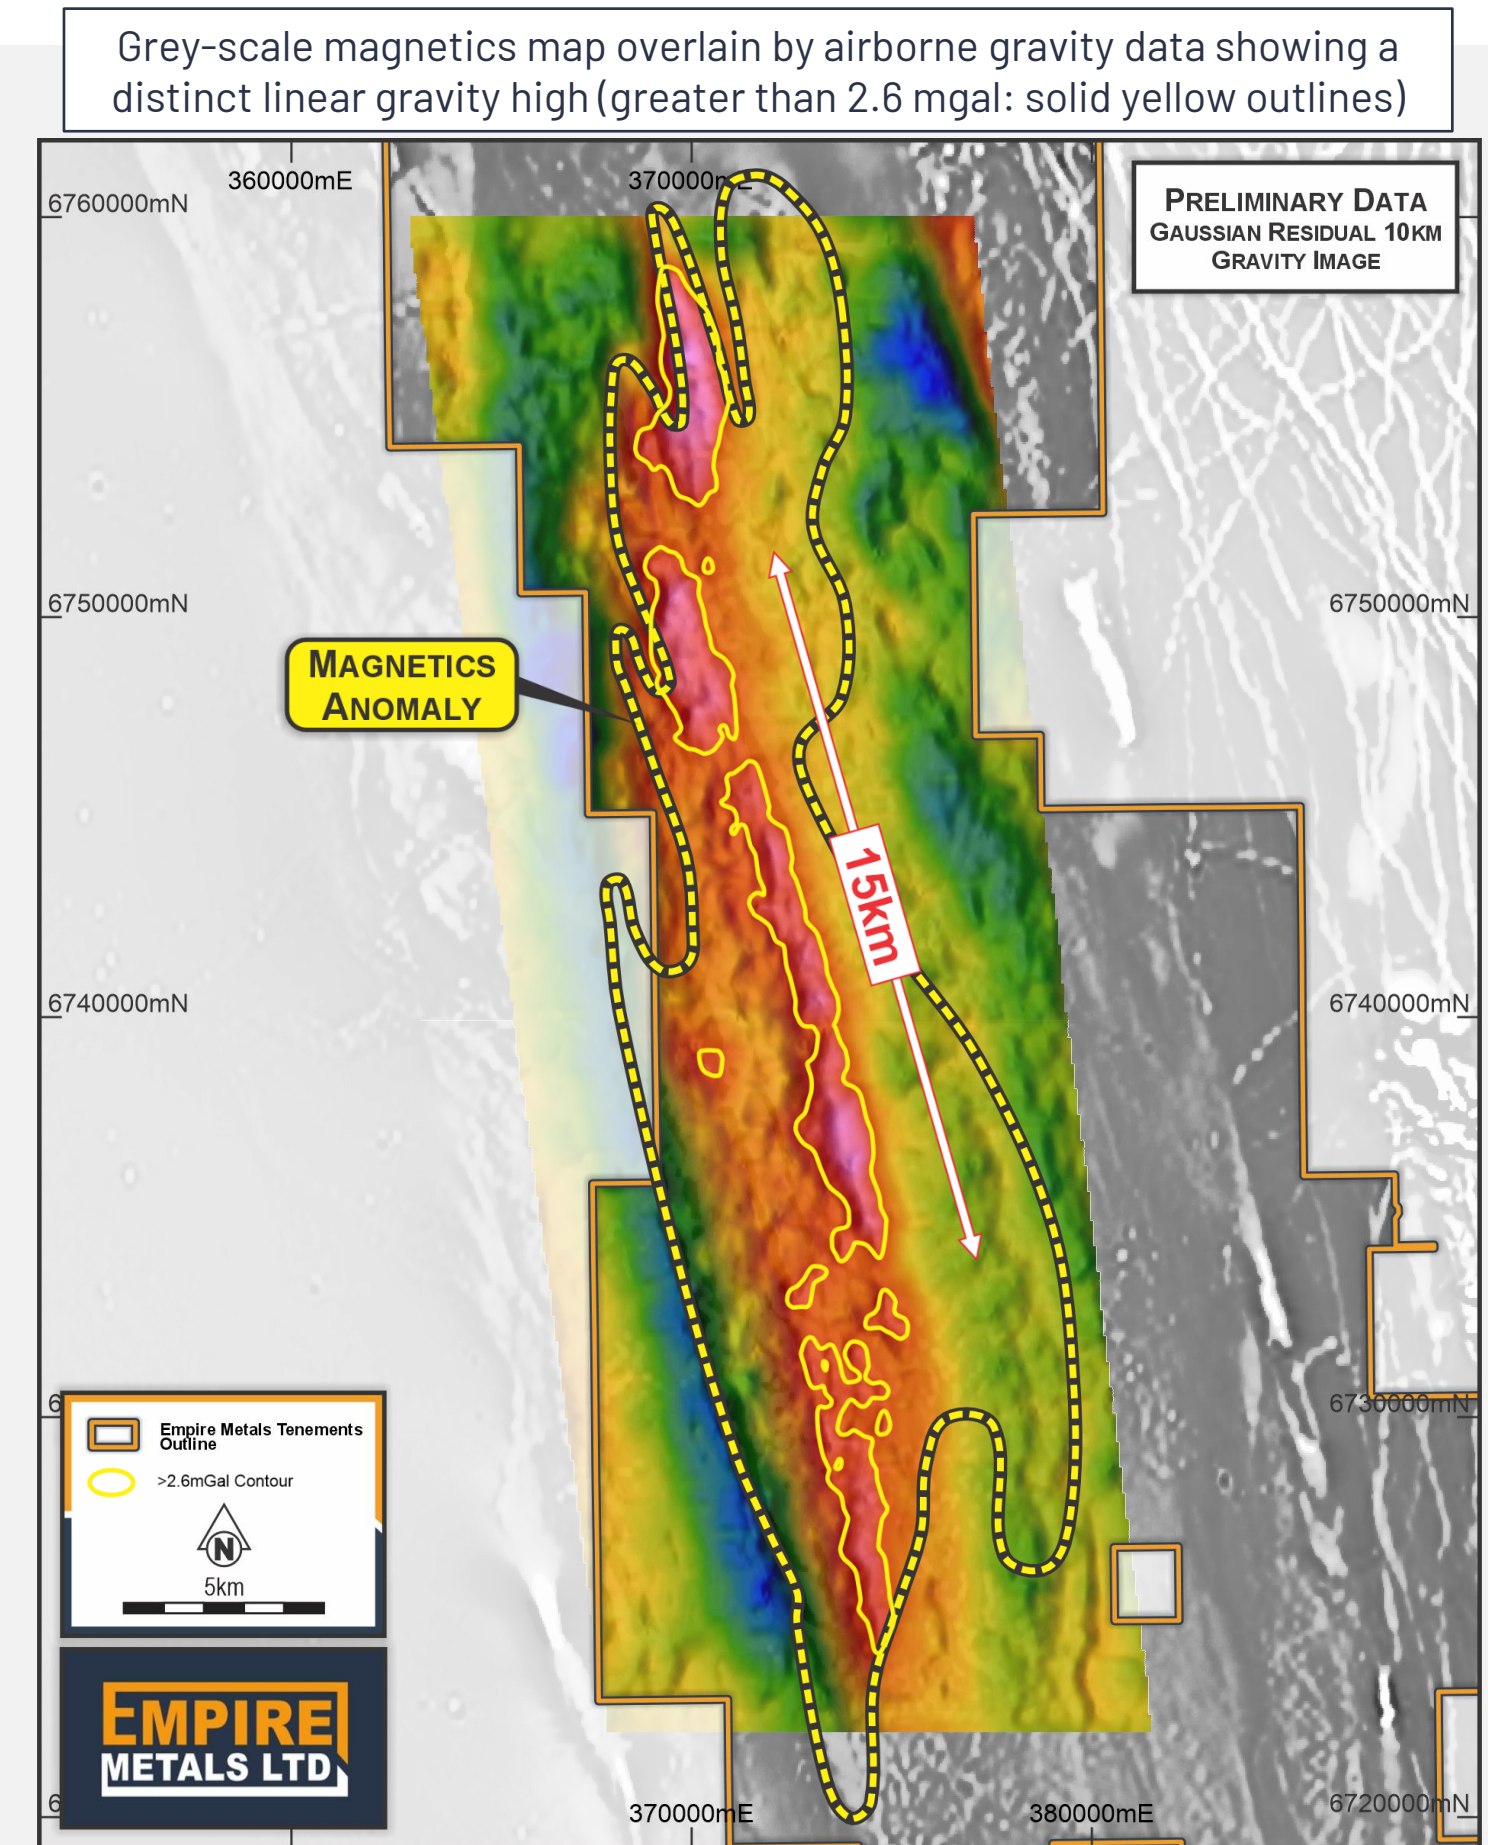 Grey-scale magnetics map overlain by airborne gravity data showing a
distinct linear gravity high (greater than 2.6 mgal: solid yellow outlines)
360000mE
370000mE
6760000mN
PRELIMINARY DATA
GAUSSIAN RESIDUAL 10KM
GRAVITY IMAGE
6750000mN
6750000mN
MAGNETICS
ANOMALY
15km
6740000mN
6740000mN
6730000mN
Empire Metals Tenements
Outline
>2.6mGal Contour
N
5km
EMPIRE
METALS LTD
370000mE
380000mE
6720000mN